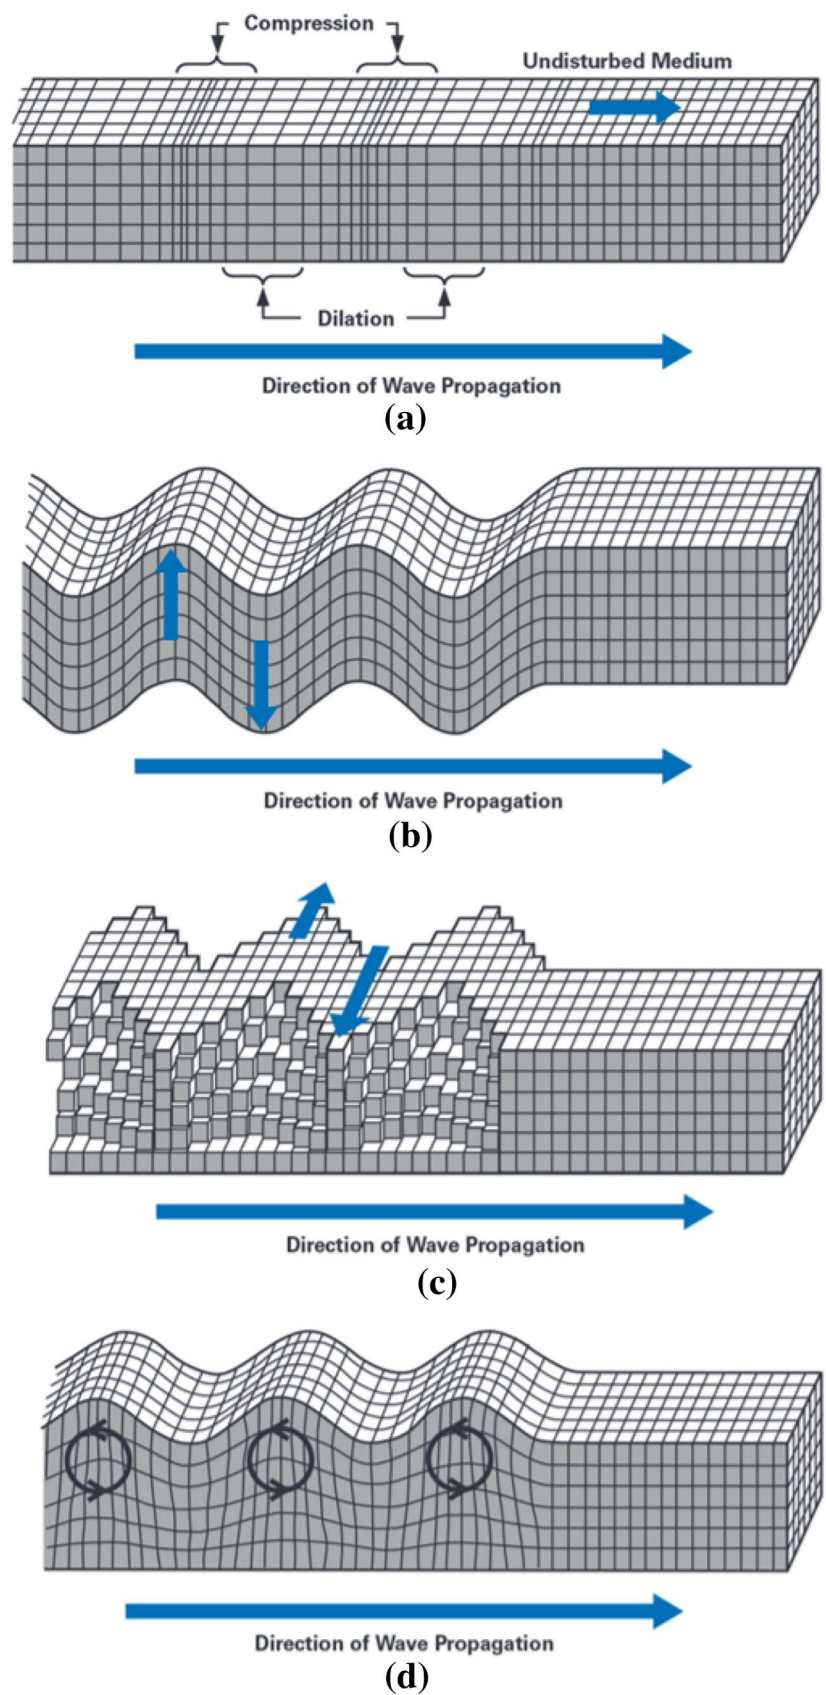 Compression
Undisturbed Medium
Dilation
Direction of Wave Propagation
(a)
Direction of Wave Propagation
(b)
Direction of Wave Propagation
(c)
Direction of Wave Propagation
(d)